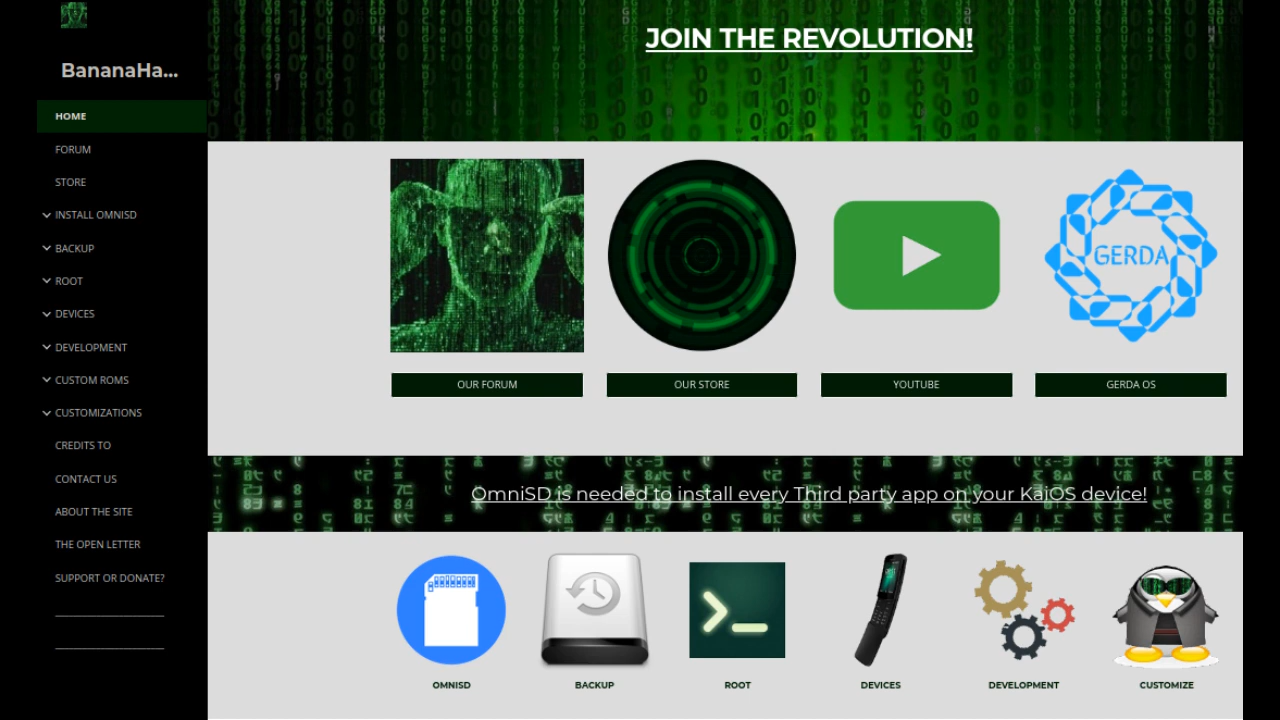 BananaHa...
HOME
FORUM
STORE
INSTALL OMNISD
BACKUP
ROOT
DEVICES
DEVELOPMENT
CUSTOM ROMS
CUSTOMIZATIONS
CREDITS TO
CONTACT US
ABOUT THE SITE
THE OPEN LETTER
SUPPORT OR DONATE?
JOIN THE REVOLUTION!
GERDA
OUR FORUM
OUR STORE
YOUTUBE
GERDA OS
OmniSD is needed to install every Third party app on your KaiOS device!
OMNISD
BACKUP
ROOT
DEVICES
DEVELOPMENT
CUSTOMIZE